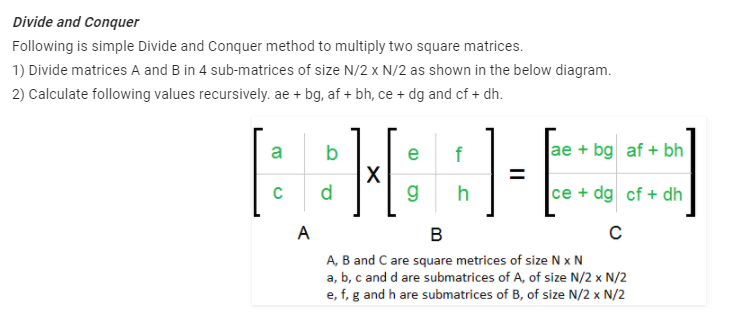 Divide and Conquer
Following is simple Divide and Conquer method to multiply two square matrices.
1) Divide matrices A and B in 4 sub-matrices of size N/2 x N/2 as shown in the below diagram.
2) Calculate following values recursively. ae + bg, af + bh, ce + dg and cf + dh.
a b e f ae + bg af + bh
X =
c d g h ce + dg cf + dh
A B C
A, B and C are square metrices of size N x N
a, b, c and d are submatrices of A, of size N/2 x N/2
e, f, g and h are submatrices of B, of size N/2 x N/2